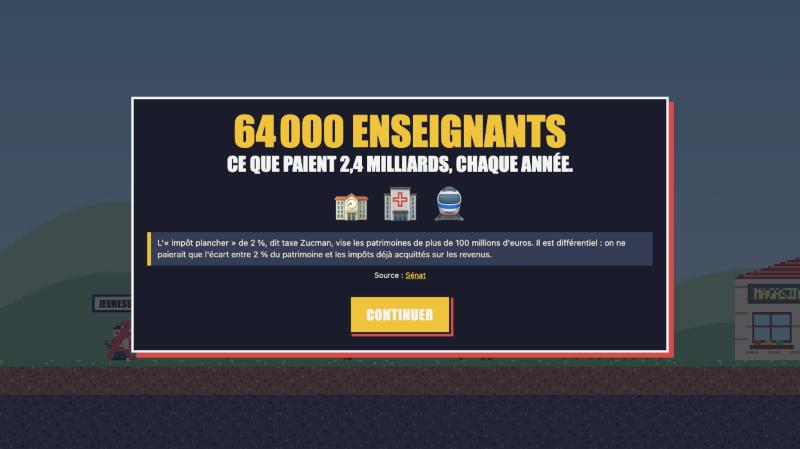 64 000 ENSEIGNANTS
CE QUE PAIENT 2,4 MILLIARDS, CHAQUE ANNÉE.
L'« impôt plancher » de 2 %, dit taxe Zucman, vise les patrimoines de plus de 100 millions d'euros. Il est différentiel : on ne
paierait que l'écart entre 2 % du patrimoine et les impôts déjà acquittés sur les revenus.
Source : Sénat
JEUNESS
MAGASIN
CONTINUER